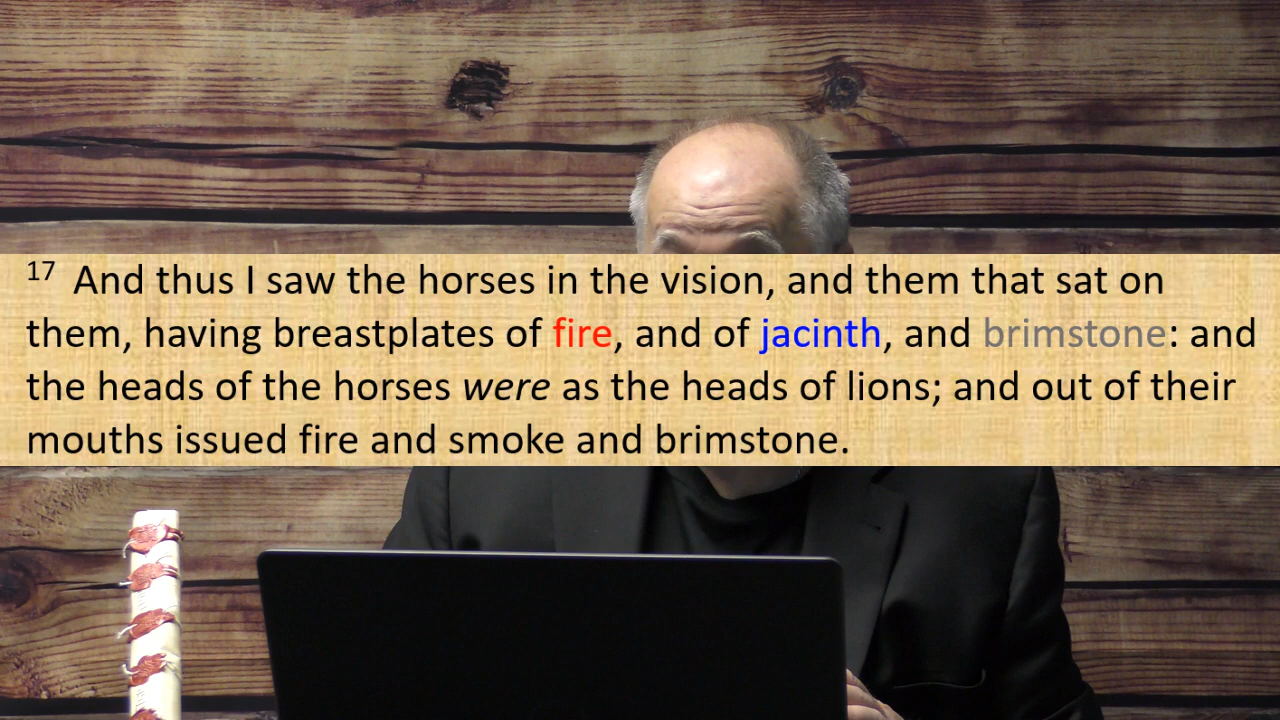 17 And thus I saw the horses in the vision, and them that sat on
them, having breastplates of fire, and of jacinth, and brimstone: and
the heads of the horses were as the heads of lions; and out of their
mouths issued fire and smoke and brimstone.